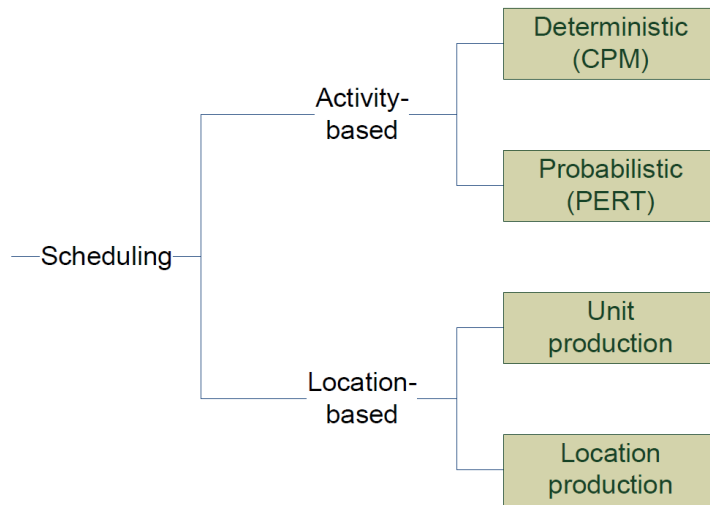 Deterministic
(CPM)
Activity-
based
Probabilistic
(PERT)
Scheduling
Unit
production
Location-
based
Location
production